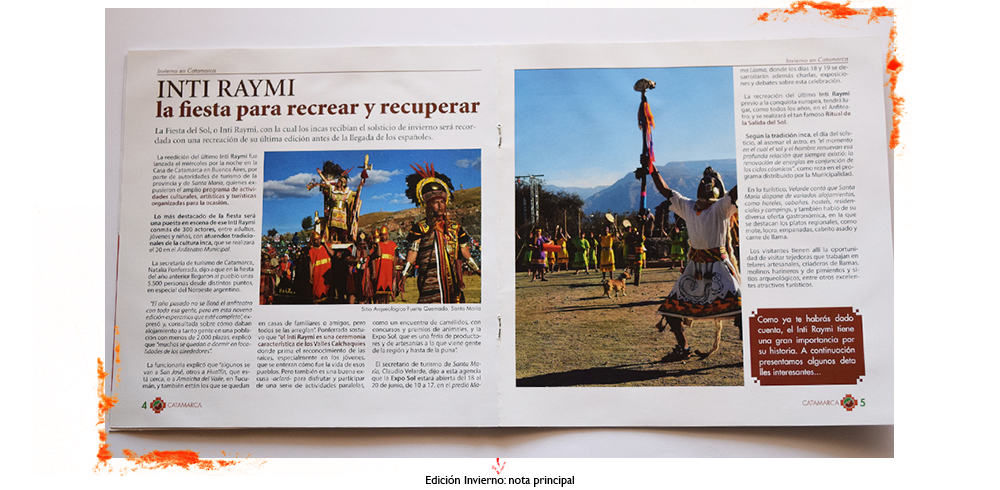 Invierno en Catamarca
INTI RAYMI
la fiesta para recrear y recuperar
La Fiesta del Sol, o Inti Raymi, con la cual los incas recibían el solsticio de invierno será recor-
dada con una recreación de su última edición antes de la llegada de los españoles.
La reedición del último Inti Raymi fue
lanzada el miércoles por la noche en la
Casa de Catamarca en Buenos Aires, por
parte de autoridades de turismo de la
provincia y de Santa María, quienes ex-
pusieron el amplio programa de activi-
dades culturales, artísticas y turísticas
organizadas para la ocasión.
Lo más destacado de la fiesta será
una puesta en escena de ese Inti Raymi
con más de 300 actores, entre adultos,
jóvenes y niños, con atuendos tradicio-
nales de la cultura inca, que se realizará
el 20 en el Anfiteatro Municipal.
La secretaria de turismo de Catamarca,
Natalia Ponferrada, dijo a que en la fiesta
del año anterior llegaron al pueblo unas
5.500 personas desde distintos puntos,
en especial del Noroeste argentino.
"El año pasado no se llenó el anfiteatro
con toda esa gente, pero en esta novena
edición esperamos que esté completo", ex-
presó y, consultada sobre cómo daban
alojamiento a tanto gente en una pobla-
ción con menos de 2.000 plazas, explicó
que "muchos se quedan a dormir en loca-
lidades de los alrededores".
La funcionaria explicó que "algunos se
van a San José, otros a Hualfín, que es-
tá cerca, o a Amaicha del Valle, en Tucu-
mán, y también están los que se quedan
Sitio Arqueológico Fuerte Quemado, Santa María
en casas de familiares o amigos, pero
todos se las arreglan". Ponferrada sostu-
vo que "el Inti Raymi es una ceremonia
característica de los Valles Calchaquíes
donde prima el reconocimiento de las
raíces, especialmente en los jóvenes,
que se enteran cómo fue la vida de esos
pueblos. Pero también es una buena ex-
cusa -aclaró- para disfrutar y participar
de una serie de actividades paralelas,
como un encuentro de camélidos, con
concursos y premios de animales, y la
Expo Sol, que es una feria de producto-
res y de artesanas a la que viene gente
de la región y hasta de la puna".
El secretario de turismo de Santa Ma-
ría, Claudio Velarde, dijo a esta agencia
que la Expo Sol estará abierta del 16 al
20 de junio, de 10 a 17, en el predio Ma-
4 CATAMARCA
Invierno en Catamarca
ma Llama, donde los días 18 y 19 se de-
sarrollarán además charlas, exposicio-
nes y debates sobre esta celebración.
La recreación del último Inti Raymi
previo a la conquista europea, tendrá lu-
gar, como todos los años, en el Anfitea-
tro, y se realizará el tan famoso Ritual de
la Salida del Sol.
Según la tradición inca, el día del sols-
ticio, al asomar el astro, es "el momento
en el cual el sol y el hombre renuevan esa
profunda relación que siempre existió: la
renovación de energías en conjunción de
los cosmos", como reza en el pro-
grama distribuido por la Municipalidad.
En lo turístico, Velarde contó que Santa
María dispone de variados alojamientos,
como hoteles, cabañas, hostels, residen-
ciales y campings, y también habló de su
diversa oferta gastronómica, en la que
se destacan los platos regionales, como
mote, locro, empanadas, cabrito asado y
carne de llama.
Los visitantes tienen allí la oportuni-
dad de visitar tejedoras que trabajan en
telares artesanales, criaderos de llamas,
molinos harineros y de pimientos y si-
tios arqueológicos, entre otros excelen-
tes atractivos turísticos.
Como ya te habrás dado
cuenta, el Inti Raymi tiene
una gran importancia por
su historia. A continuación
presentamos algunos deta
lles interesantes...
CATAMARCA 5
Edición Invierno: nota principal